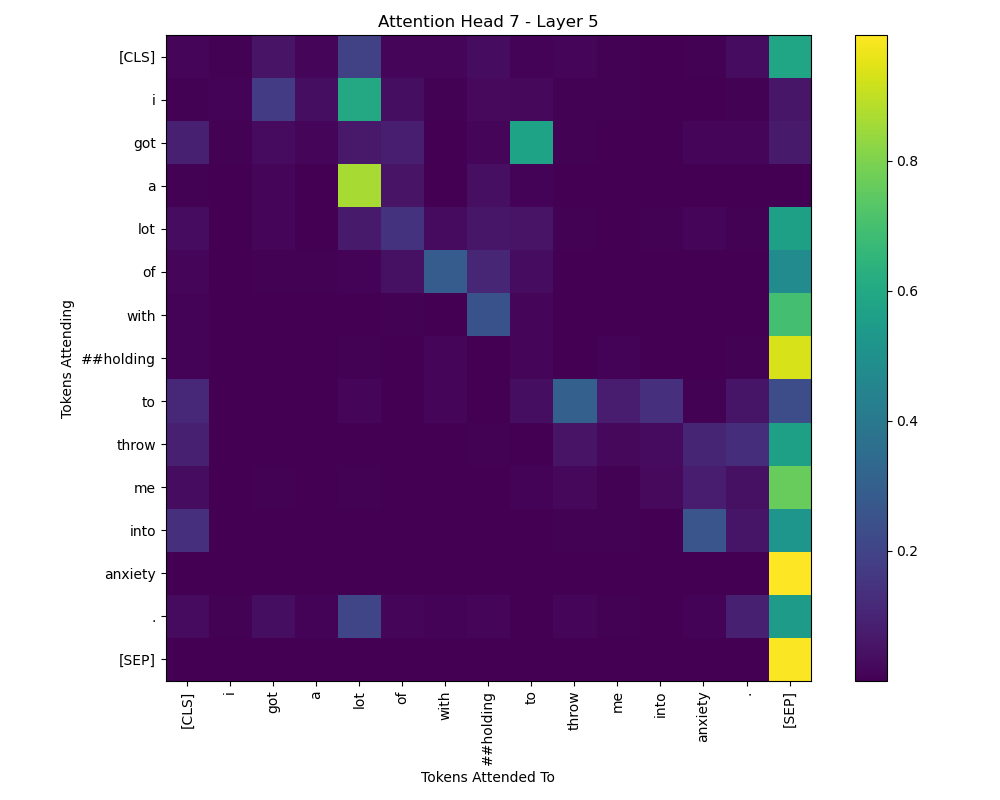 Attention Head 7 - Layer 5
Tokens Attending
[CLS]
i
got
a
lot
of
with
##holding
to
throw
me
into
anxiety
.
[SEP]
[CLS]
i
got
a
lot
of
with
##holding
to
throw
me
into
anxiety
.
[SEP]
Tokens Attended To
0.8
0.6
0.4
0.2